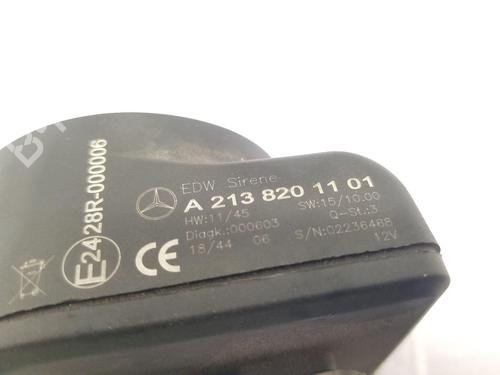 EDW Sirene
A 213 820 11 01
HW:11/45 SW:15/10.00
Diagk.:000603 Q-St.:3
18/44 06 S/N:02236468
12V
CE
E24 28R-000006